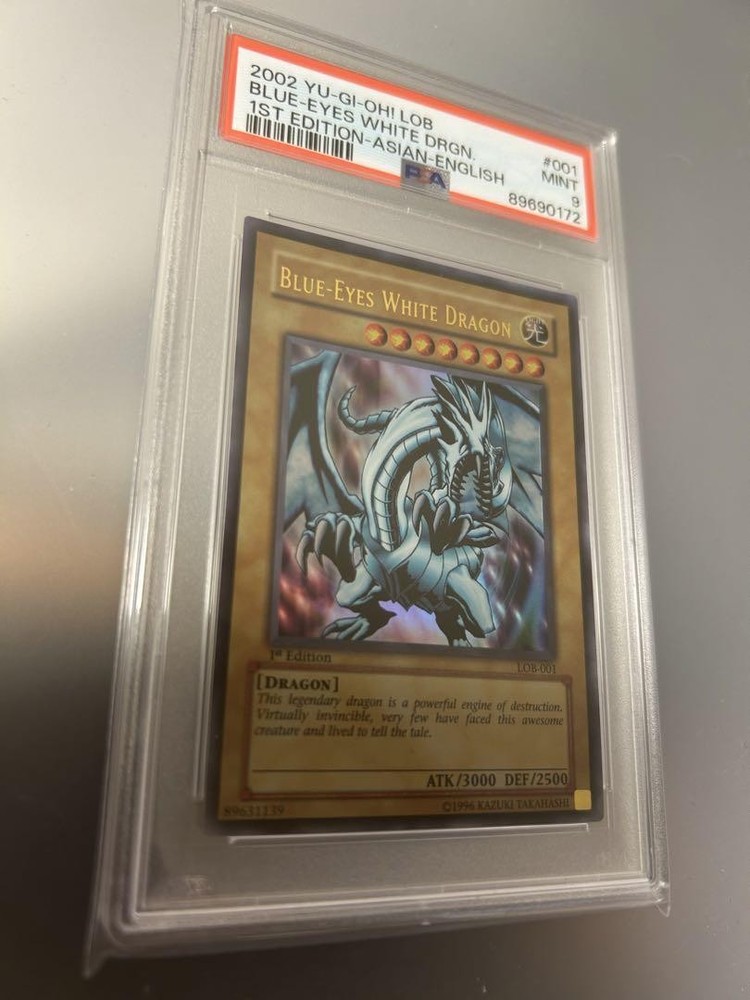 2002 YU-GI-OH! LOB
BLUE-EYES WHITE DRGN.
1ST EDITION-ASIAN-ENGLISH
#001
MINT
9
89690172
PSA
BLUE-EYES WHITE DRAGON
光
1st Edition
LOB-001
[DRAGON]
This legendary dragon is a powerful engine of destruction.
Virtually invincible, very few have faced this awesome
creature and lived to tell the tale.
ATK/3000 DEF/2500
89631139
©1996 KAZUKI TAKAHASHI